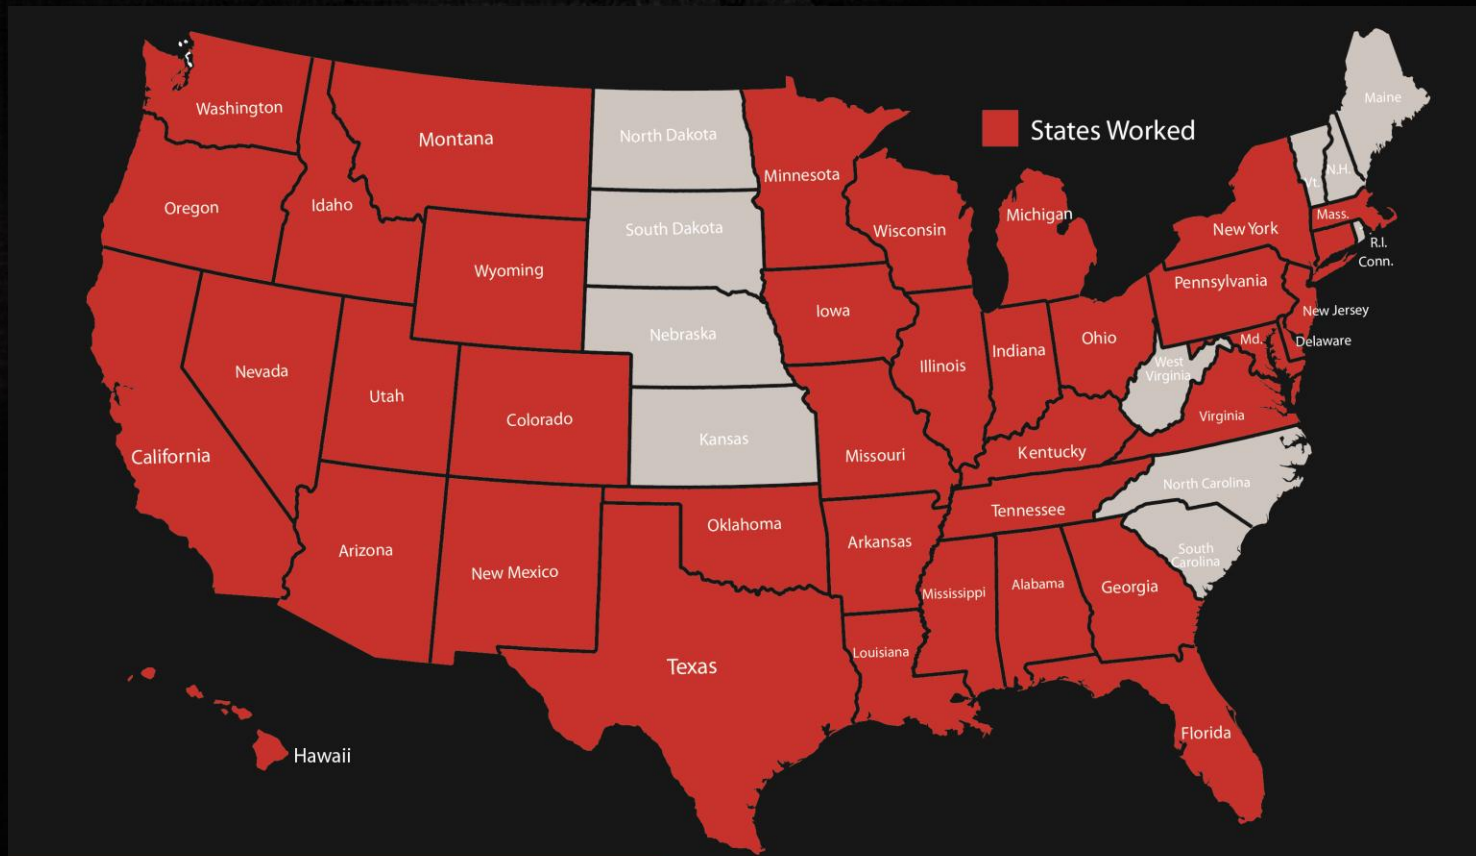 Washington
Montana
North Dakota
Minnesota
States Worked
Maine
Vt.
N.H.
Oregon
Idaho
South Dakota
Wisconsin
Michigan
New York
Mass.
R.I.
Conn.
Wyoming
Nebraska
Iowa
Pennsylvania
New Jersey
Nevada
Utah
Colorado
Kansas
Illinois
Indiana
Ohio
Md.
Delaware
West
Virginia
Virginia
California
Missouri
Kentucky
North Carolina
Arizona
New Mexico
Oklahoma
Arkansas
Tennessee
South
Carolina
Mississippi
Alabama
Georgia
Texas
Louisiana
Florida
Hawaii